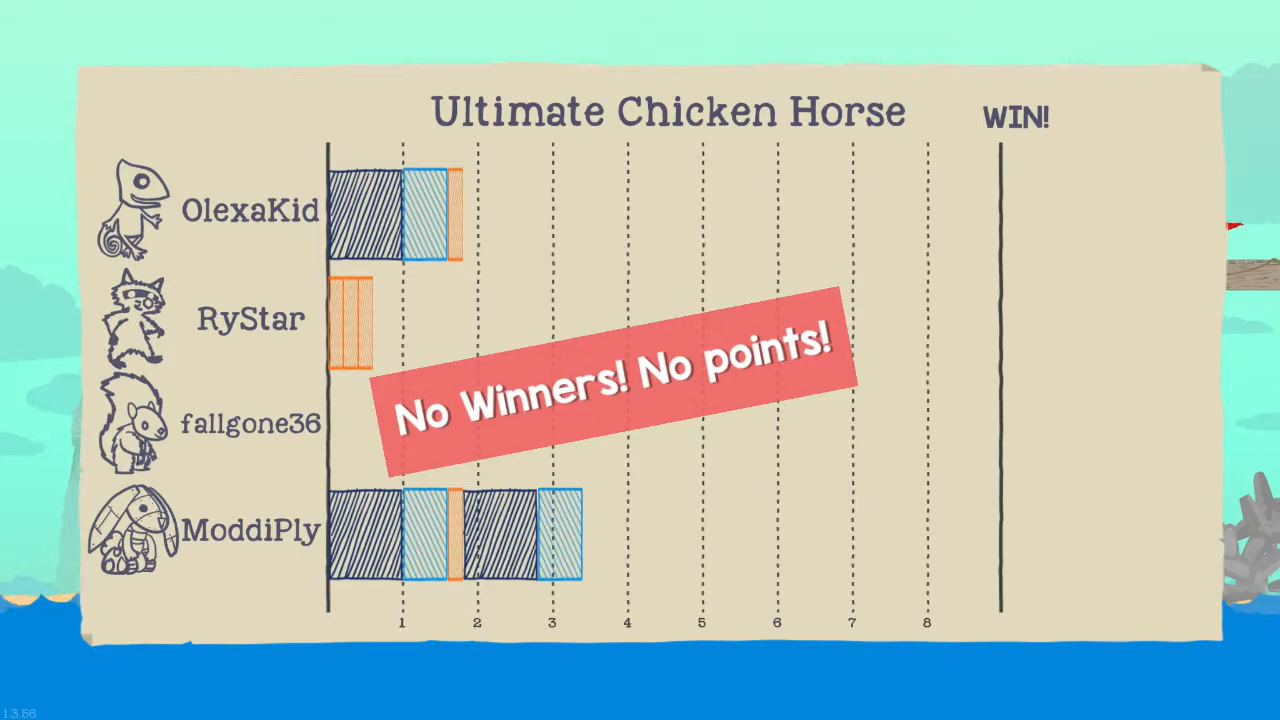 Ultimate Chicken Horse
WIN!
OlexaKid
RyStar
No Winners! No points!
fallgone36
ModdiPly
1 2 3 4 5 6 7 8
1.3.56